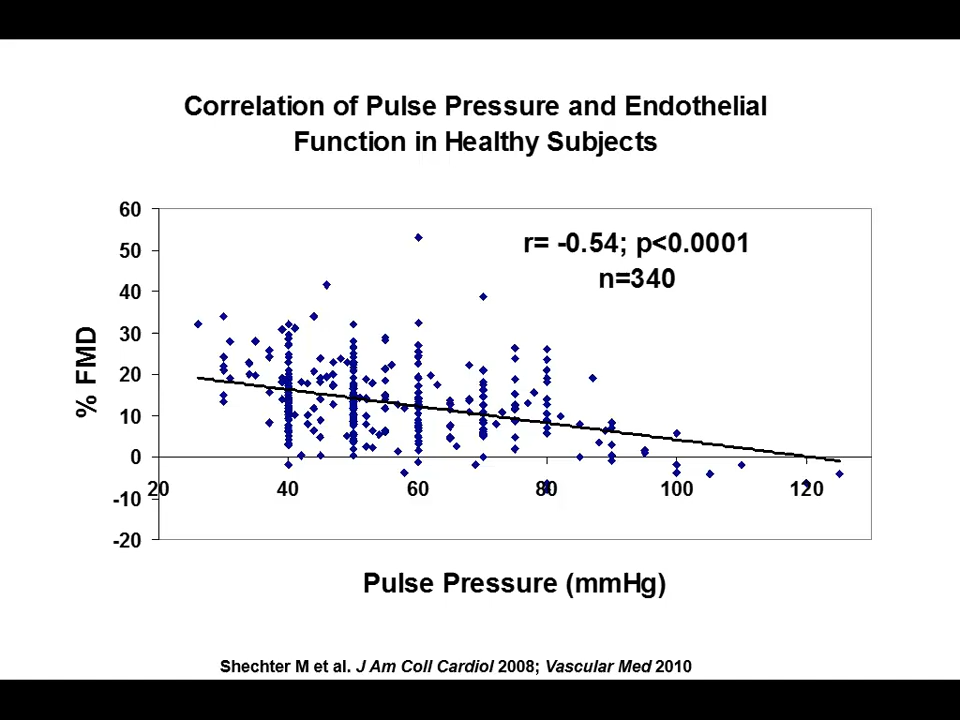 Correlation of Pulse Pressure and Endothelial
Function in Healthy Subjects
60
50
40
30
20
10
0
-10
-20
% FMD
r= -0.54; p<0.0001
n=340
20 40 60 80 100 120
Pulse Pressure (mmHg)
Shechter M et al. J Am Coll Cardiol 2008; Vascular Med 2010